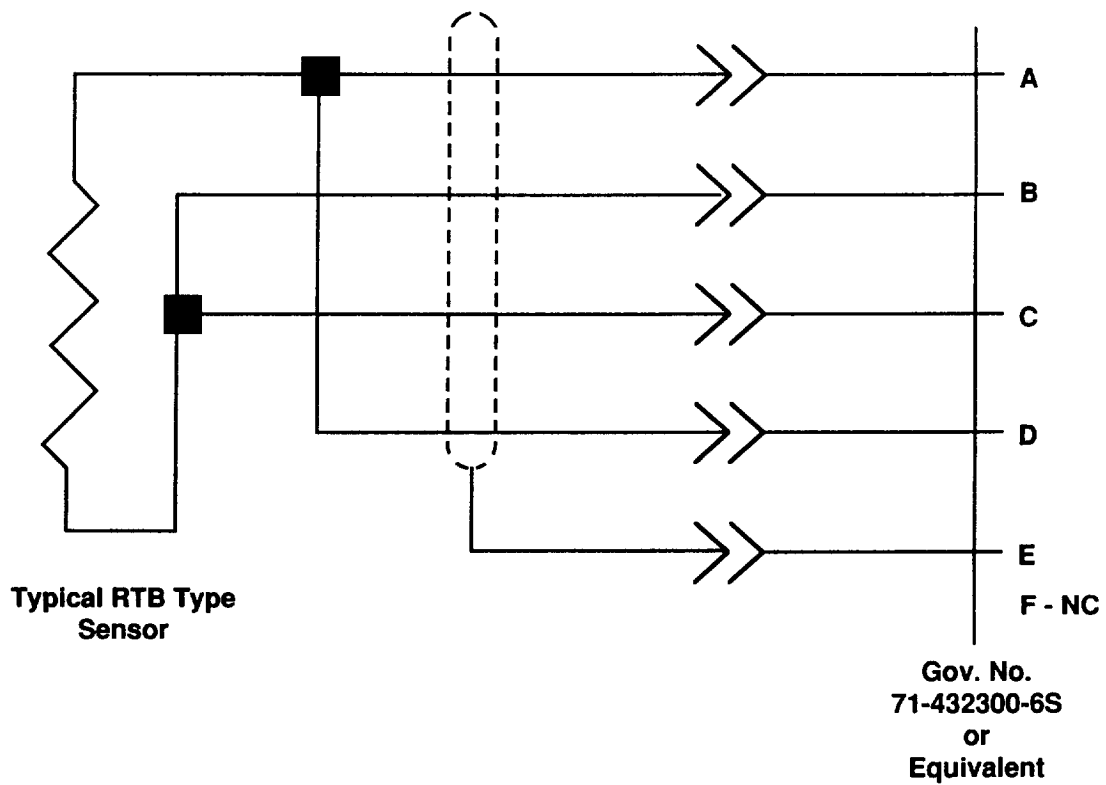 A
B
C
D
E
F - NC
Typical RTB Type
Sensor
Gov. No.
71-432300-6S
or
Equivalent